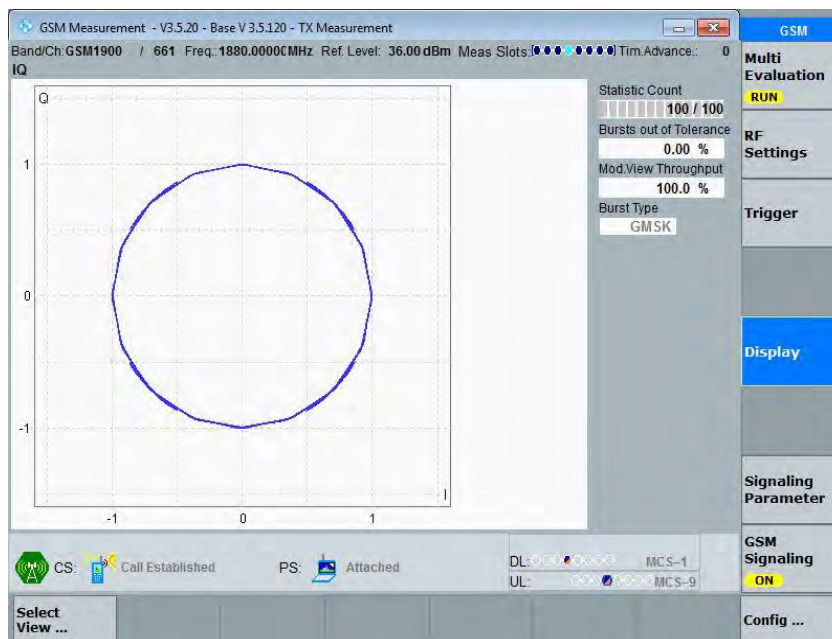 GSM Measurement - V3.5.20 - Base V 3.5.120 - TX Measurement
GSM
Band/Ch: GSM1900 / 661 Freq.: 1880.0000MHz Ref. Level: 36.00 dBm Meas Slots: Tim.Advance.: 0
IQ
Multi
Evaluation
RUN
Q
Statistic Count
100 / 100
Bursts out of Tolerance
0.00 %
Mod.View Throughput
100.0 %
Burst Type
GMSK
RF
Settings
Trigger
1
0
-1
I
-1 0 1
Display
Signaling
Parameter
GSM
Signaling
ON
CS: Call Established PS: Attached
DL: MCS-1
UL: MCS-9
Select
View ...
Config ...